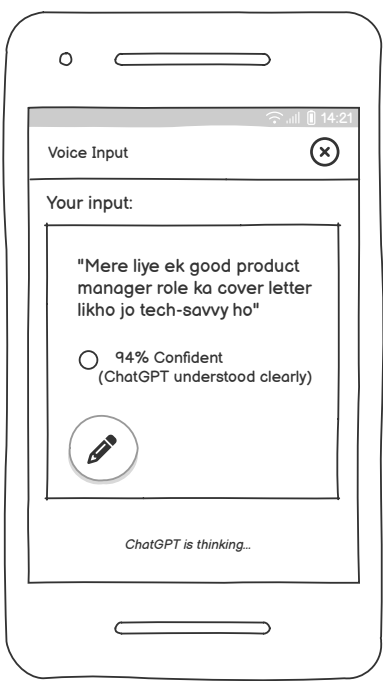 14:21
Voice Input
Your input:
"Mere liye ek good product
manager role ka cover letter
likho jo tech-savvy ho"
94% Confident
(ChatGPT understood clearly)
ChatGPT is thinking...